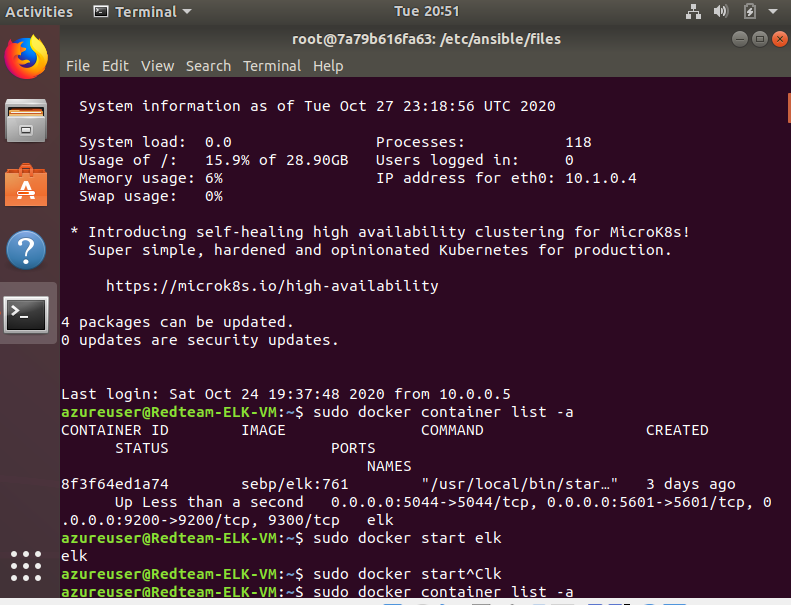 Activities Terminal Tue 20:51
root@7a79b616fa63: /etc/ansible/files
File Edit View Search Terminal Help
System information as of Tue Oct 27 23:18:56 UTC 2020
System load: 0.0 Processes: 118
Usage of /: 15.9% of 28.90GB Users logged in: 0
Memory usage: 6% IP address for eth0: 10.1.0.4
Swap usage: 0%
* Introducing self-healing high availability clustering for MicroK8s!
Super simple, hardened and opinionated Kubernetes for production.
https://microk8s.io/high-availability
4 packages can be updated.
0 updates are security updates.
Last login: Sat Oct 24 19:37:48 2020 from 10.0.0.5
azureuser@Redteam-ELK-VM:~$ sudo docker container list -a
CONTAINER ID IMAGE COMMAND CREATED
STATUS PORTS
NAMES
8f3f64ed1a74 sebp/elk:761 "/usr/local/bin/star…" 3 days ago
Up Less than a second 0.0.0.0:5044->5044/tcp, 0.0.0.0:5601->5601/tcp, 0
.0.0.0:9200->9200/tcp, 9300/tcp elk
azureuser@Redteam-ELK-VM:~$ sudo docker start elk
elk
azureuser@Redteam-ELK-VM:~$ sudo docker start^Clk
azureuser@Redteam-ELK-VM:~$ sudo docker container list -a